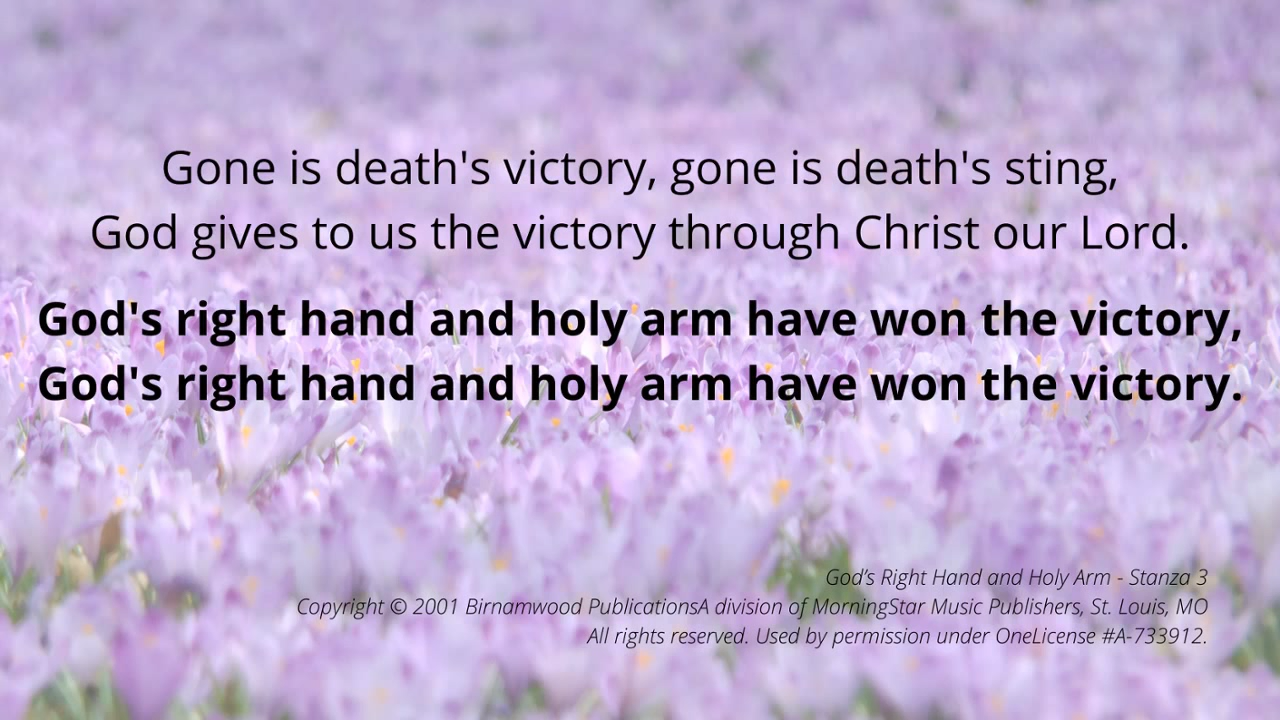 Gone is death's victory, gone is death's sting,
God gives to us the victory through Christ our Lord.
God's right hand and holy arm have won the victory,
God's right hand and holy arm have won the victory.
God’s Right Hand and Holy Arm - Stanza 3
Copyright © 2001 Birnamwood PublicationsA division of MorningStar Music Publishers, St. Louis, MO
All rights reserved. Used by permission under OneLicense #A-733912.